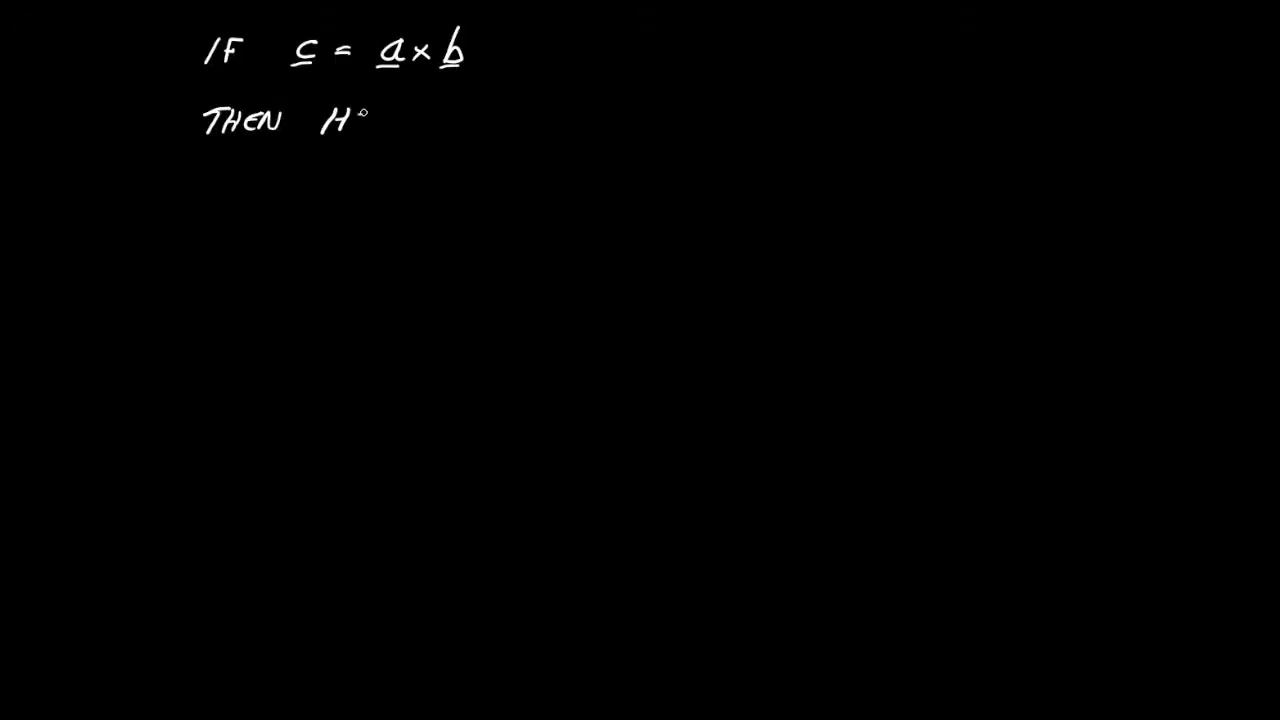 IF c = a × b
THEN H